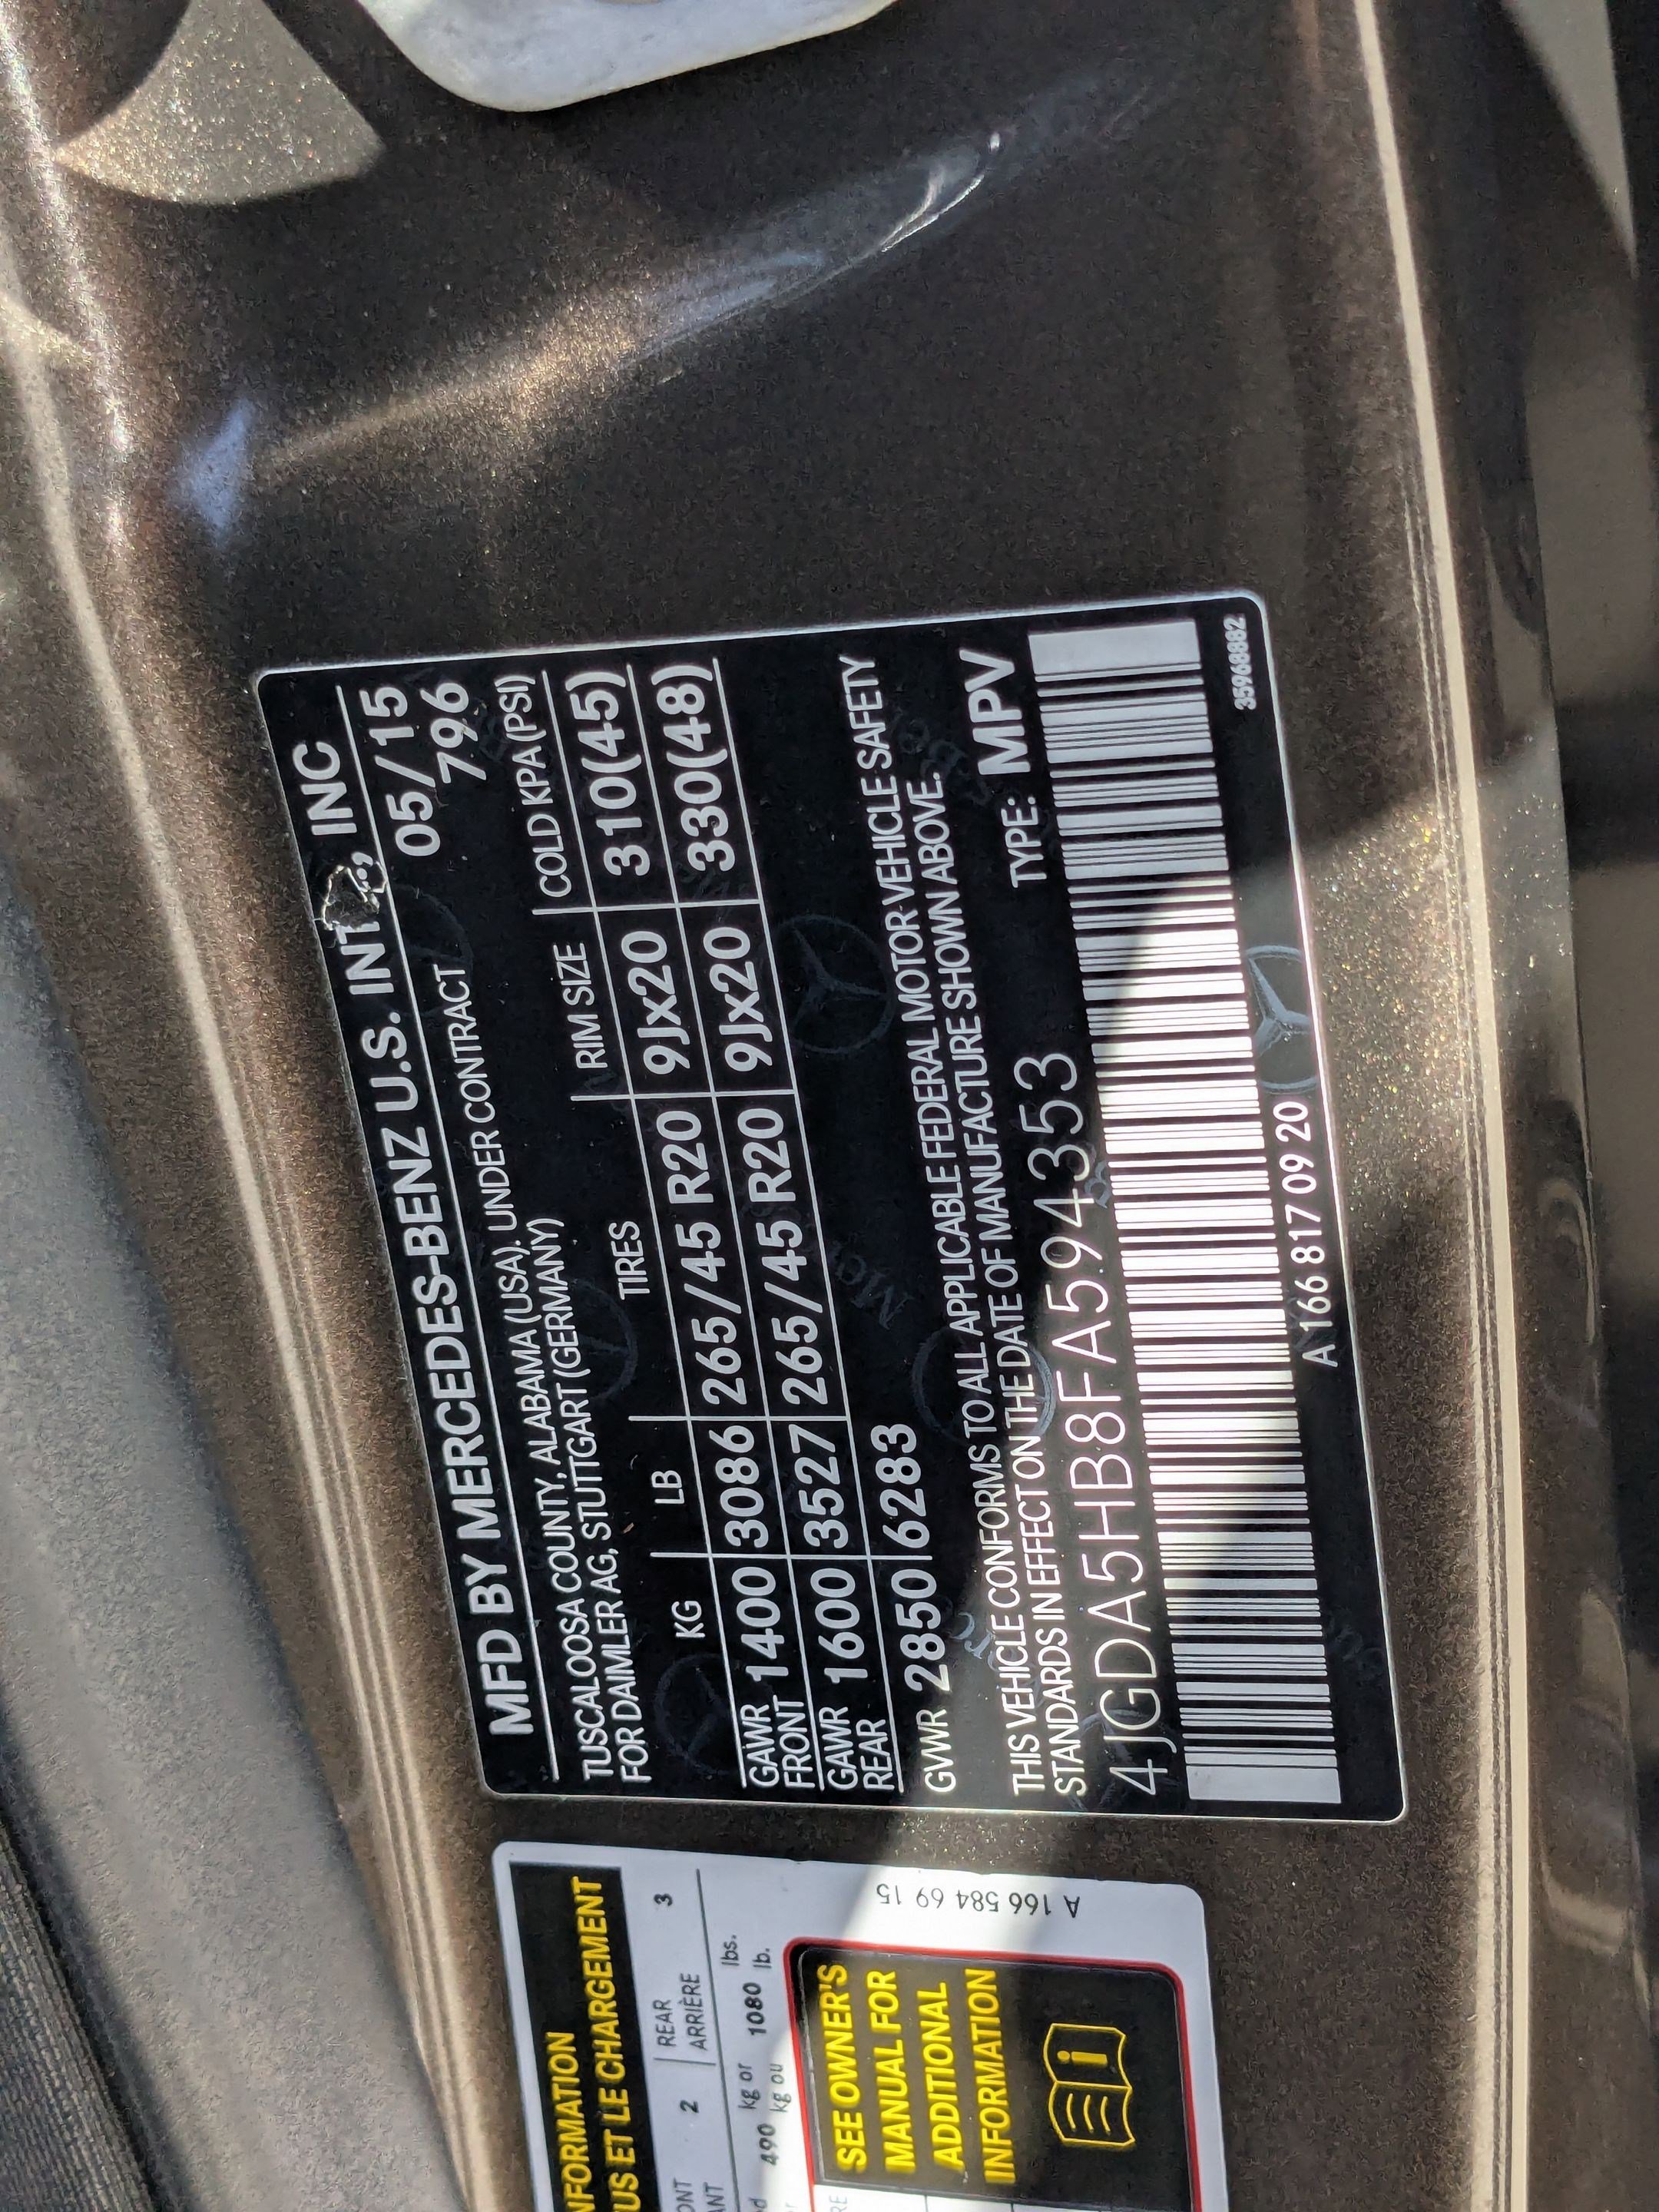 MFD BY MERCEDES-BENZ U.S. INT., INC
TUSCALOOSA COUNTY, ALABAMA (USA). UNDER CONTRACT 05/15
FOR DAIMLER AG, STUTTGART (GERMANY) 796
KG LB TIRES RIM SIZE COLD KPA (PSI)
GAWR FRONT 1400 3086 265/45 R20 9Jx20 310(45)
GAWR REAR 1600 3527 265/45 R20 9Jx20 330(48)
GVWR 2850 6283
THIS VEHICLE CONFORMS TO ALL APPLICABLE FEDERAL MOTOR VEHICLE SAFETY
STANDARDS IN EFFECT ON THE DATE OF MANUFACTURE SHOWN ABOVE.
4JGDA5HB8FA594353 TYPE: MPV
A 166 817 09 20
35968882
US ET LE CHARGEMENT
2 REAR 3
ARRIÈRE
490 kg or 1080 lbs.
kg ou lb.
SEE OWNER'S
MANUAL FOR
ADDITIONAL
INFORMATION
A 166 584 69 15